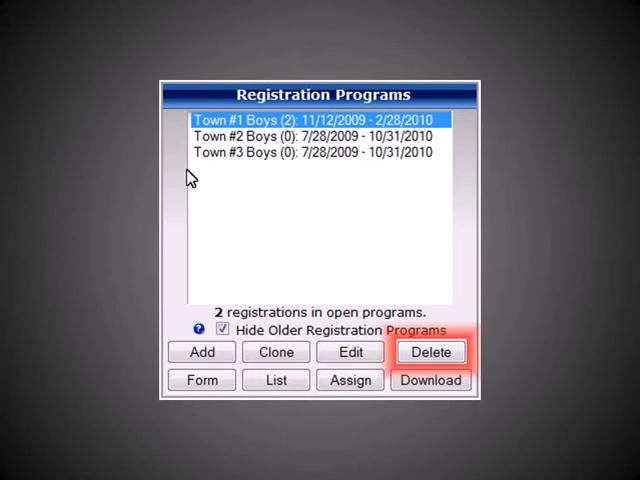 Registration Programs
Town #1 Boys (2): 11/12/2009 - 2/28/2010
Town #2 Boys (0): 7/28/2009 - 10/31/2010
Town #3 Boys (0): 7/28/2009 - 10/31/2010
2 registrations in open programs.
? Hide Older Registration Programs
Add Clone Edit Delete
Form List Assign Download